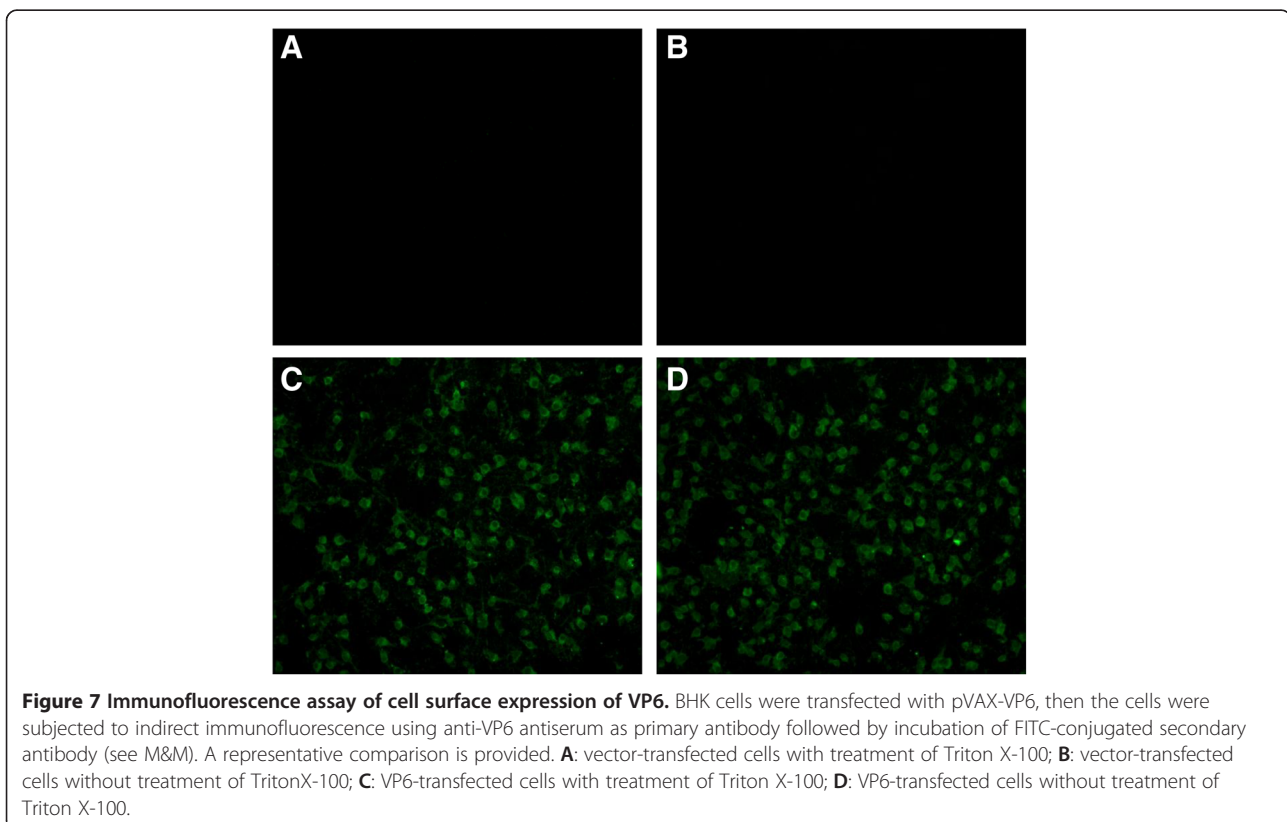 A
B
C
D
Figure 7 Immunofluorescence assay of cell surface expression of VP6. BHK cells were transfected with pVAX-VP6, then the cells were
subjected to indirect immunofluorescence using anti-VP6 antiserum as primary antibody followed by incubation of FITC-conjugated secondary
antibody (see M&M). A representative comparison is provided. A: vector-transfected cells with treatment of Triton X-100; B: vector-transfected
cells without treatment of TritonX-100; C: VP6-transfected cells with treatment of Triton X-100; D: VP6-transfected cells without treatment of
Triton X-100.